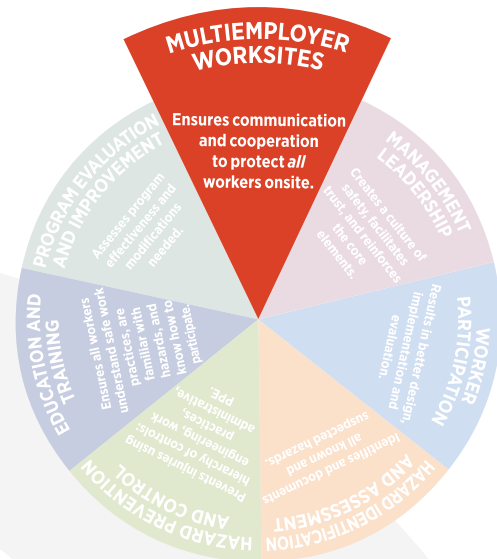 MULTIEMPLOYER
WORKSITES
Ensures communication
and cooperation
to protect all
workers onsite.
MANAGEMENT
LEADERSHIP
Creates a culture of
safety, facilitates
trust, and reinforces
the core
elements.
WORKER
PARTICIPATION
Results in better design,
implementation and
evaluation.
HAZARD IDENTIFICATION
AND ASSESSMENT
Identifies and documents
all known and
suspected hazards.
HAZARD PREVENTION
AND CONTROL
Prevents injuries using
hierarchy of controls:
engineering, work
practices,
administrative,
PPE.
EDUCATION AND
TRAINING
Ensures all workers
understand safe work
practices, are
familiar with
hazards, and
know how to
participate.
PROGRAM EVALUATION
AND IMPROVEMENT
Assesses program
effectiveness and
modifications
needed.